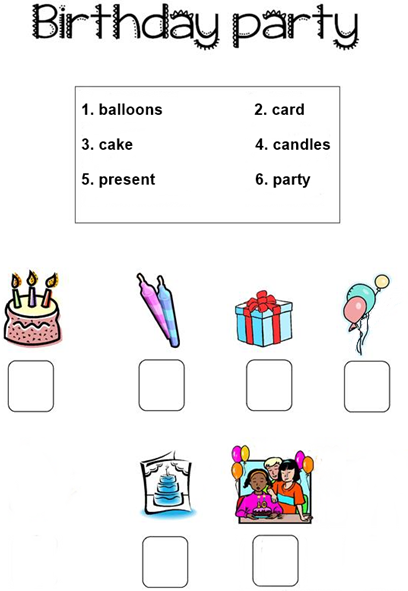 Birthday party
1. balloons 2. card
3. cake 4. candles
5. present 6. party